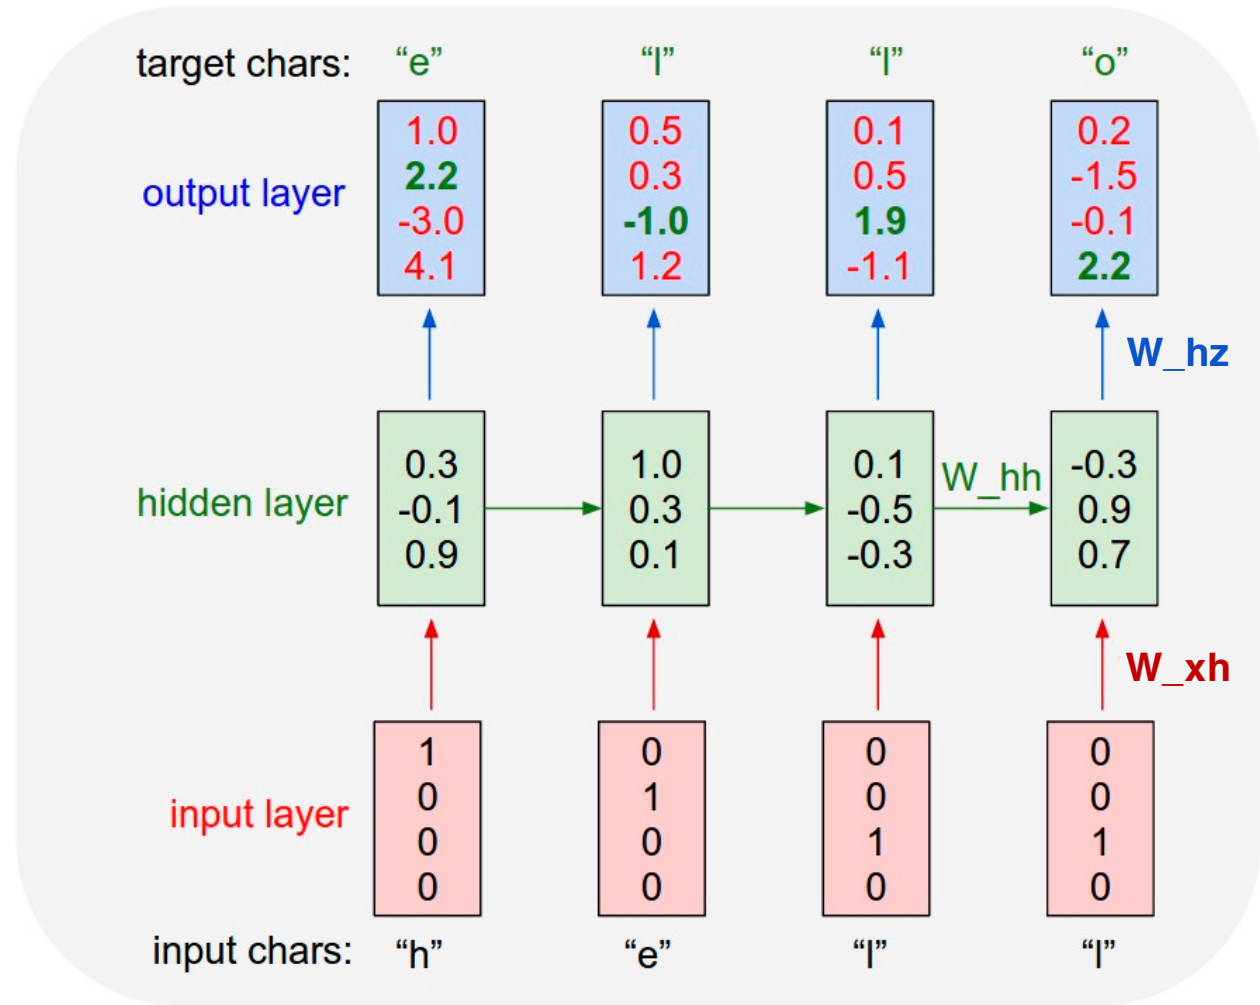 target chars: “e” “l” “l” “o”
1.0 0.5 0.1 0.2
2.2 0.3 0.5 -1.5
output layer
-3.0 -1.0 1.9 -0.1
4.1 1.2 -1.1 2.2
W_hz
0.3 1.0 0.1 -0.3
W_hh
hidden layer
-0.1 0.3 -0.5 0.9
0.9 0.1 -0.3 0.7
W_xh
1 0 0 0
0 1 0 0
input layer
0 0 1 1
0 0 0 0
input chars: “h” “e” “l” “l”